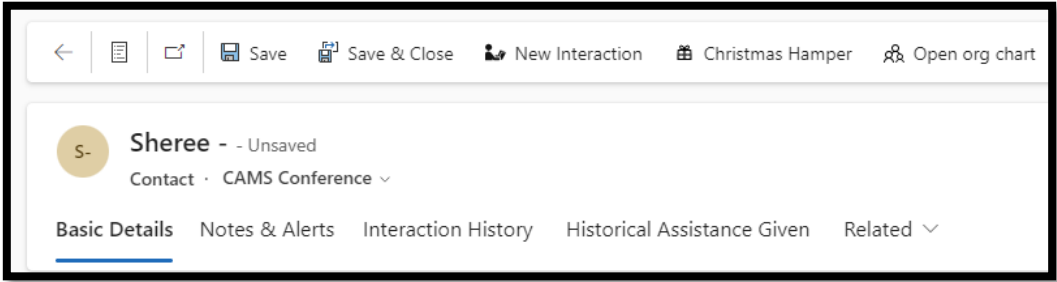 Save Save & Close New Interaction Christmas Hamper Open org chart
S- Sheree - - Unsaved
Contact · CAMS Conference
Basic Details Notes & Alerts Interaction History Historical Assistance Given Related